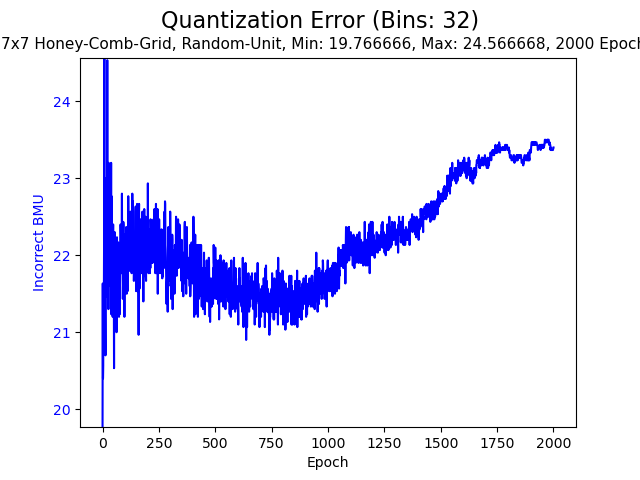 Quantization Error (Bins: 32)
7x7 Honey-Comb-Grid, Random-Unit, Min: 19.766666, Max: 24.566668, 2000 Epoch
24
23
22
21
20
Incorrect BMU
0 250 500 750 1000 1250 1500 1750 2000
Epoch